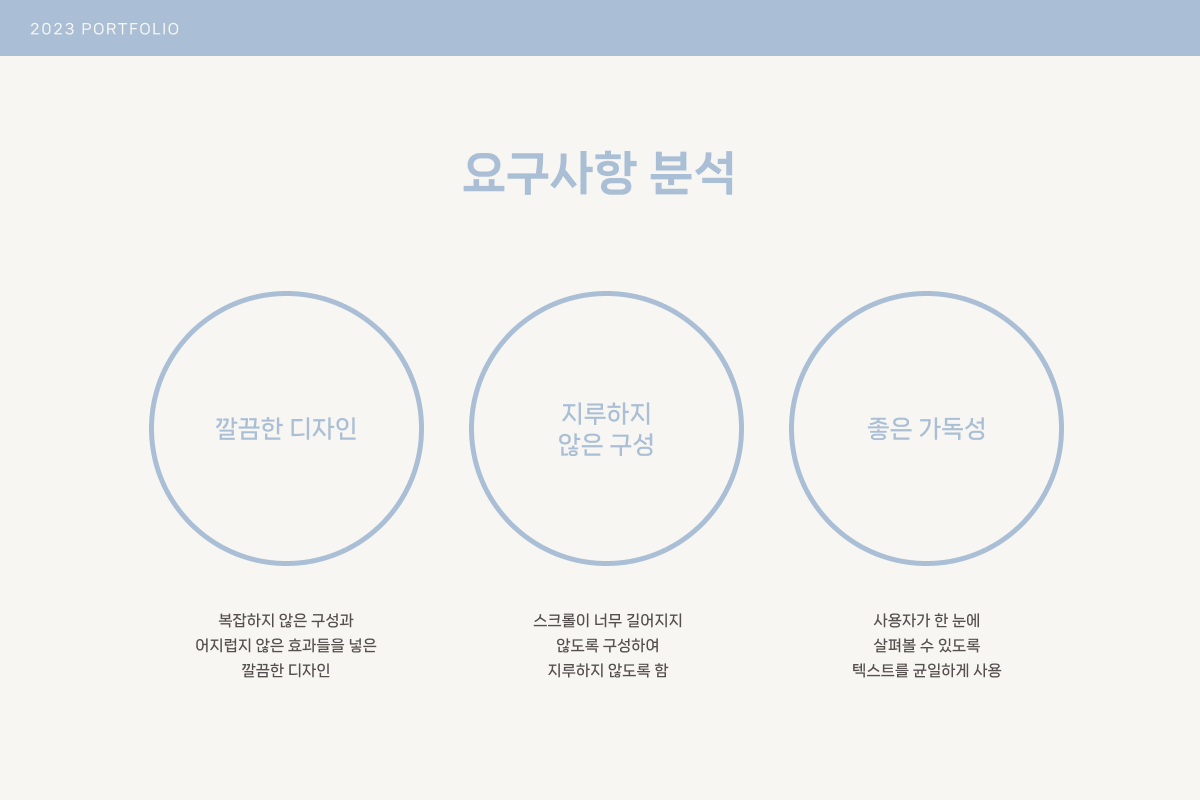 2023 PORTFOLIO
요구사항 분석
깔끔한 디자인
지루하지
않은 구성
좋은 가독성
복잡하지 않은 구성과
어지럽지 않은 효과들을 넣은
깔끔한 디자인
스크롤이 너무 길어지지
않도록 구성하여
지루하지 않도록 함
사용자가 한 눈에
살펴볼 수 있도록
텍스트를 균일하게 사용